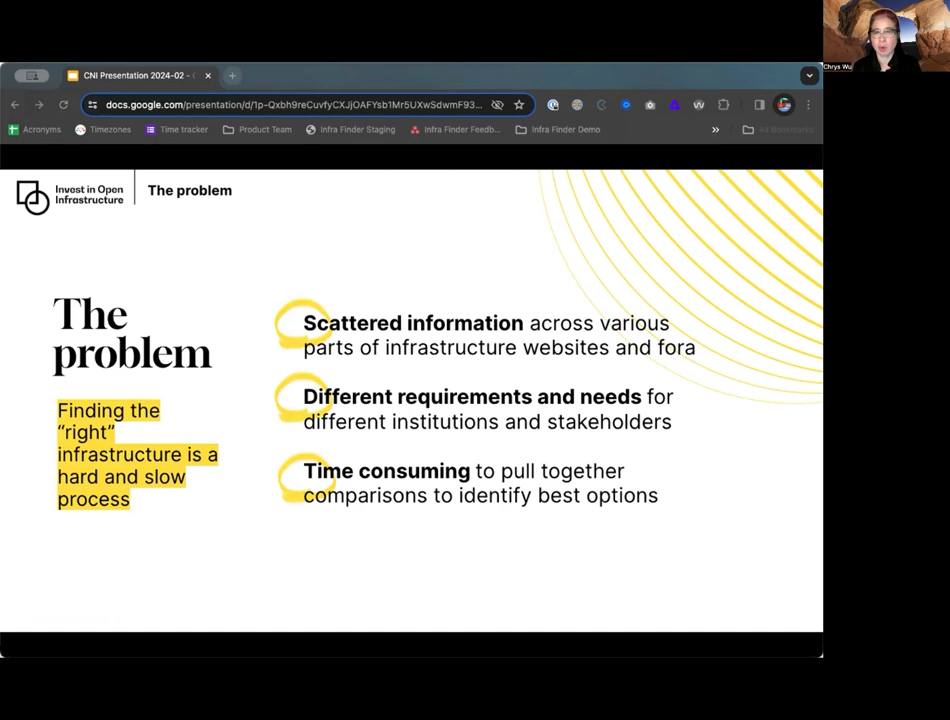 Chrys Wu
CNI Presentation 2024-02 -
docs.google.com/presentation/d/1p-Qxbh9reCuvfyCXJjOAFYsb1Mr5UXwSdwmF93...
Acronyms
Timezones
Time tracker
Product Team
Infra Finder Staging
Infra Finder Feedb...
Infra Finder Demo
»
All Bookmarks
Invest in Open
Infrastructure
The problem
The
problem
Finding the
“right”
infrastructure is a
hard and slow
process
Scattered information across various
parts of infrastructure websites and fora
Different requirements and needs for
different institutions and stakeholders
Time consuming to pull together
comparisons to identify best options